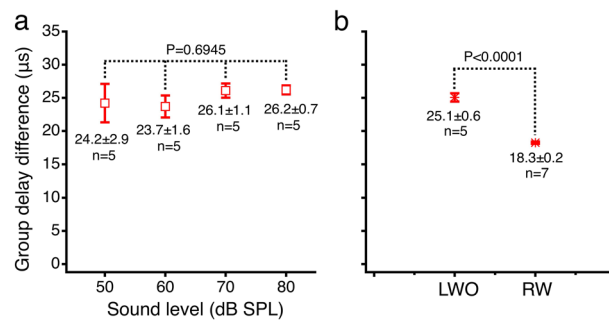 a
b
Group delay difference (µs)
35
30
25
20
15
10
5
0
P=0.6945
24.2±2.9
n=5
23.7±1.6
n=5
26.1±1.1
n=5
26.2±0.7
n=5
50
60
70
80
Sound level (dB SPL)
P<0.0001
25.1±0.6
n=5
18.3±0.2
n=7
LWO
RW